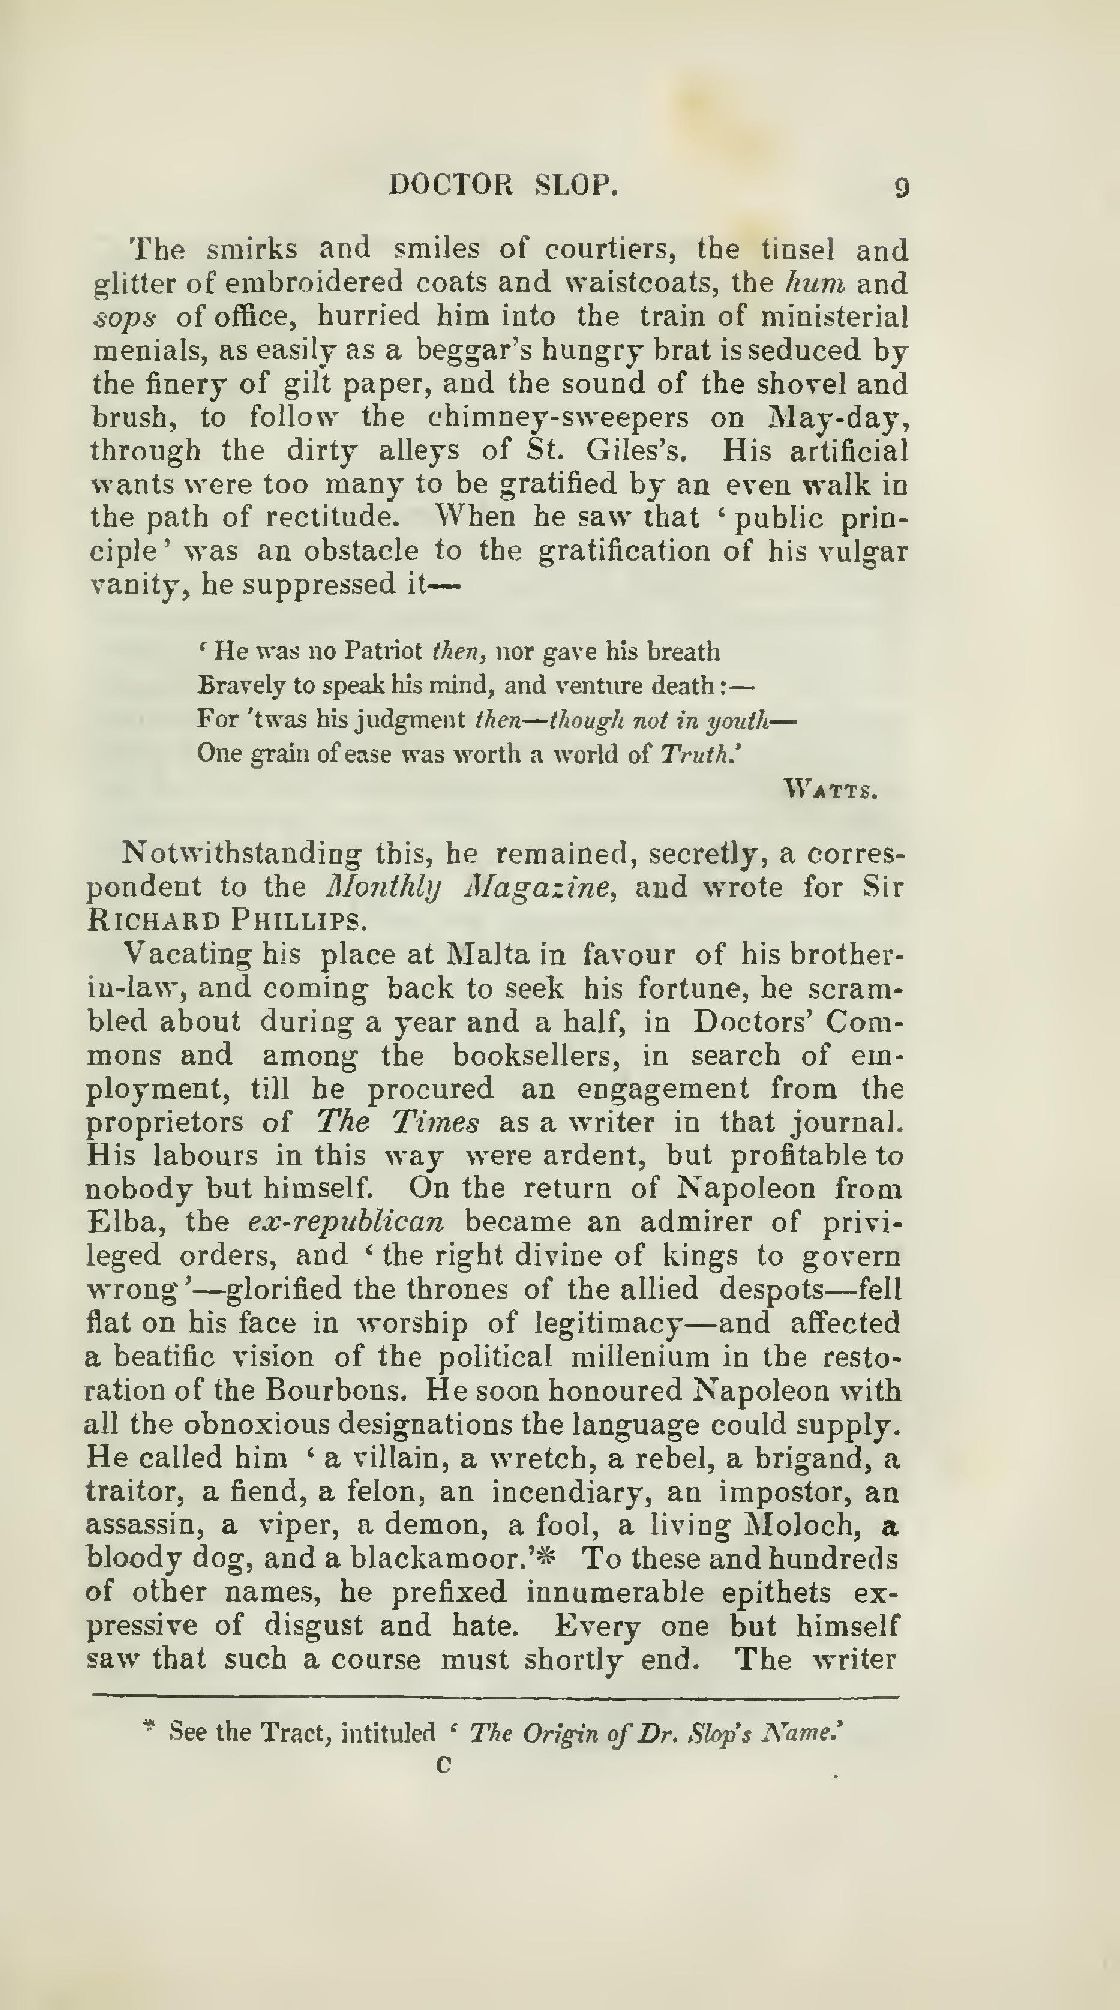 DOCTOR SLOP. 9
The smirks and smiles of courtiers, the tinsel and
glitter of embroidered coats and waistcoats, the hum and
sops of office, hurried him into the train of ministerial
menials, as easily as a beggar's hungry brat is seduced by
the finery of gilt paper, and the sound of the shovel and
brush, to follow the chimney-sweepers on May-day,
through the dirty alleys of St. Giles's. His artificial
wants were too many to be gratified by an even walk in
the path of rectitude. When he saw that ‘ public prin-
ciple ’ was an obstacle to the gratification of his vulgar
vanity, he suppressed it—
‘ He was no Patriot then, nor gave his breath
Bravely to speak his mind, and venture death :—
For 'twas his judgment then—though not in youth—
One grain of ease was worth a world of Truth.’
WATTS.
Notwithstanding this, he remained, secretly, a corres-
pondent to the Monthly Magazine, and wrote for Sir
RICHARD PHILLIPS.
Vacating his place at Malta in favour of his brother-
in-law, and coming back to seek his fortune, he scram-
bled about during a year and a half, in Doctors’ Com-
mons and among the booksellers, in search of em-
ployment, till he procured an engagement from the
proprietors of The Times as a writer in that journal.
His labours in this way were ardent, but profitable to
nobody but himself. On the return of Napoleon from
Elba, the ex-republican became an admirer of privi-
leged orders, and ‘ the right divine of kings to govern
wrong ’—glorified the thrones of the allied despots—fell
flat on his face in worship of legitimacy—and affected
a beatific vision of the political millenium in the resto-
ration of the Bourbons. He soon honoured Napoleon with
all the obnoxious designations the language could supply.
He called him ‘ a villain, a wretch, a rebel, a brigand, a
traitor, a fiend, a felon, an incendiary, an impostor, an
assassin, a viper, a demon, a fool, a living Moloch, a
bloody dog, and a blackamoor.’* To these and hundreds
of other names, he prefixed innumerable epithets ex-
pressive of disgust and hate. Every one but himself
saw that such a course must shortly end. The writer
* See the Tract, intituled ‘ The Origin of Dr. Slop's Name.’
C